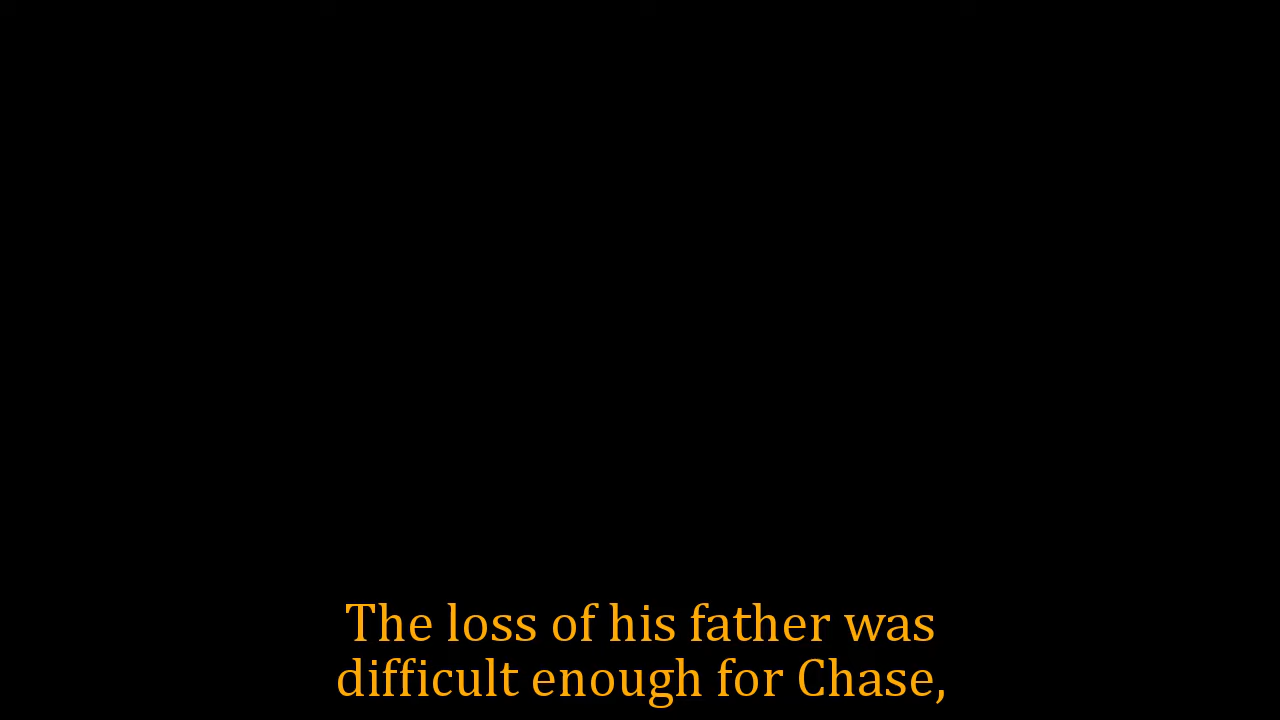 The loss of his father was
difficult enough for Chase,